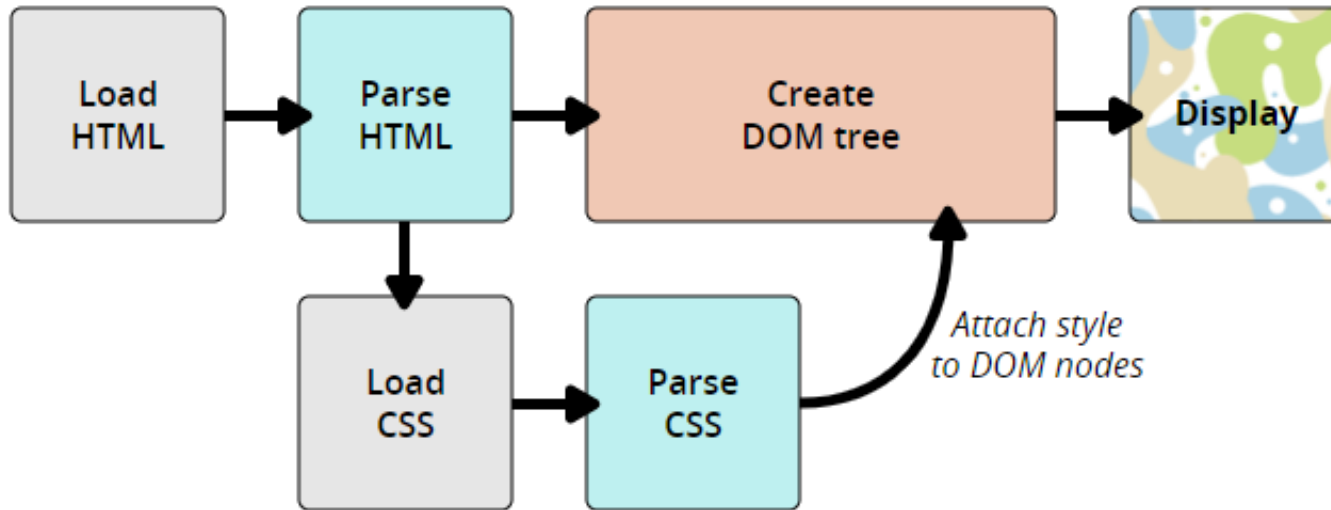 Load
HTML
Parse
HTML
Create
DOM tree
Display
Load
CSS
Parse
CSS
Attach style
to DOM nodes